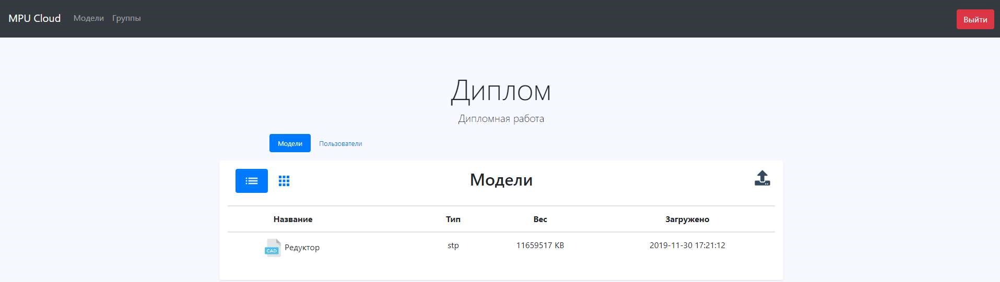 MPU Cloud Модели Группы Выйти
Диплом
Дипломная работа
Модели Пользователи
Модели
Название Тип Вес Загружено
CAD Редуктор stp 11659517 KB 2019-11-30 17:21:12